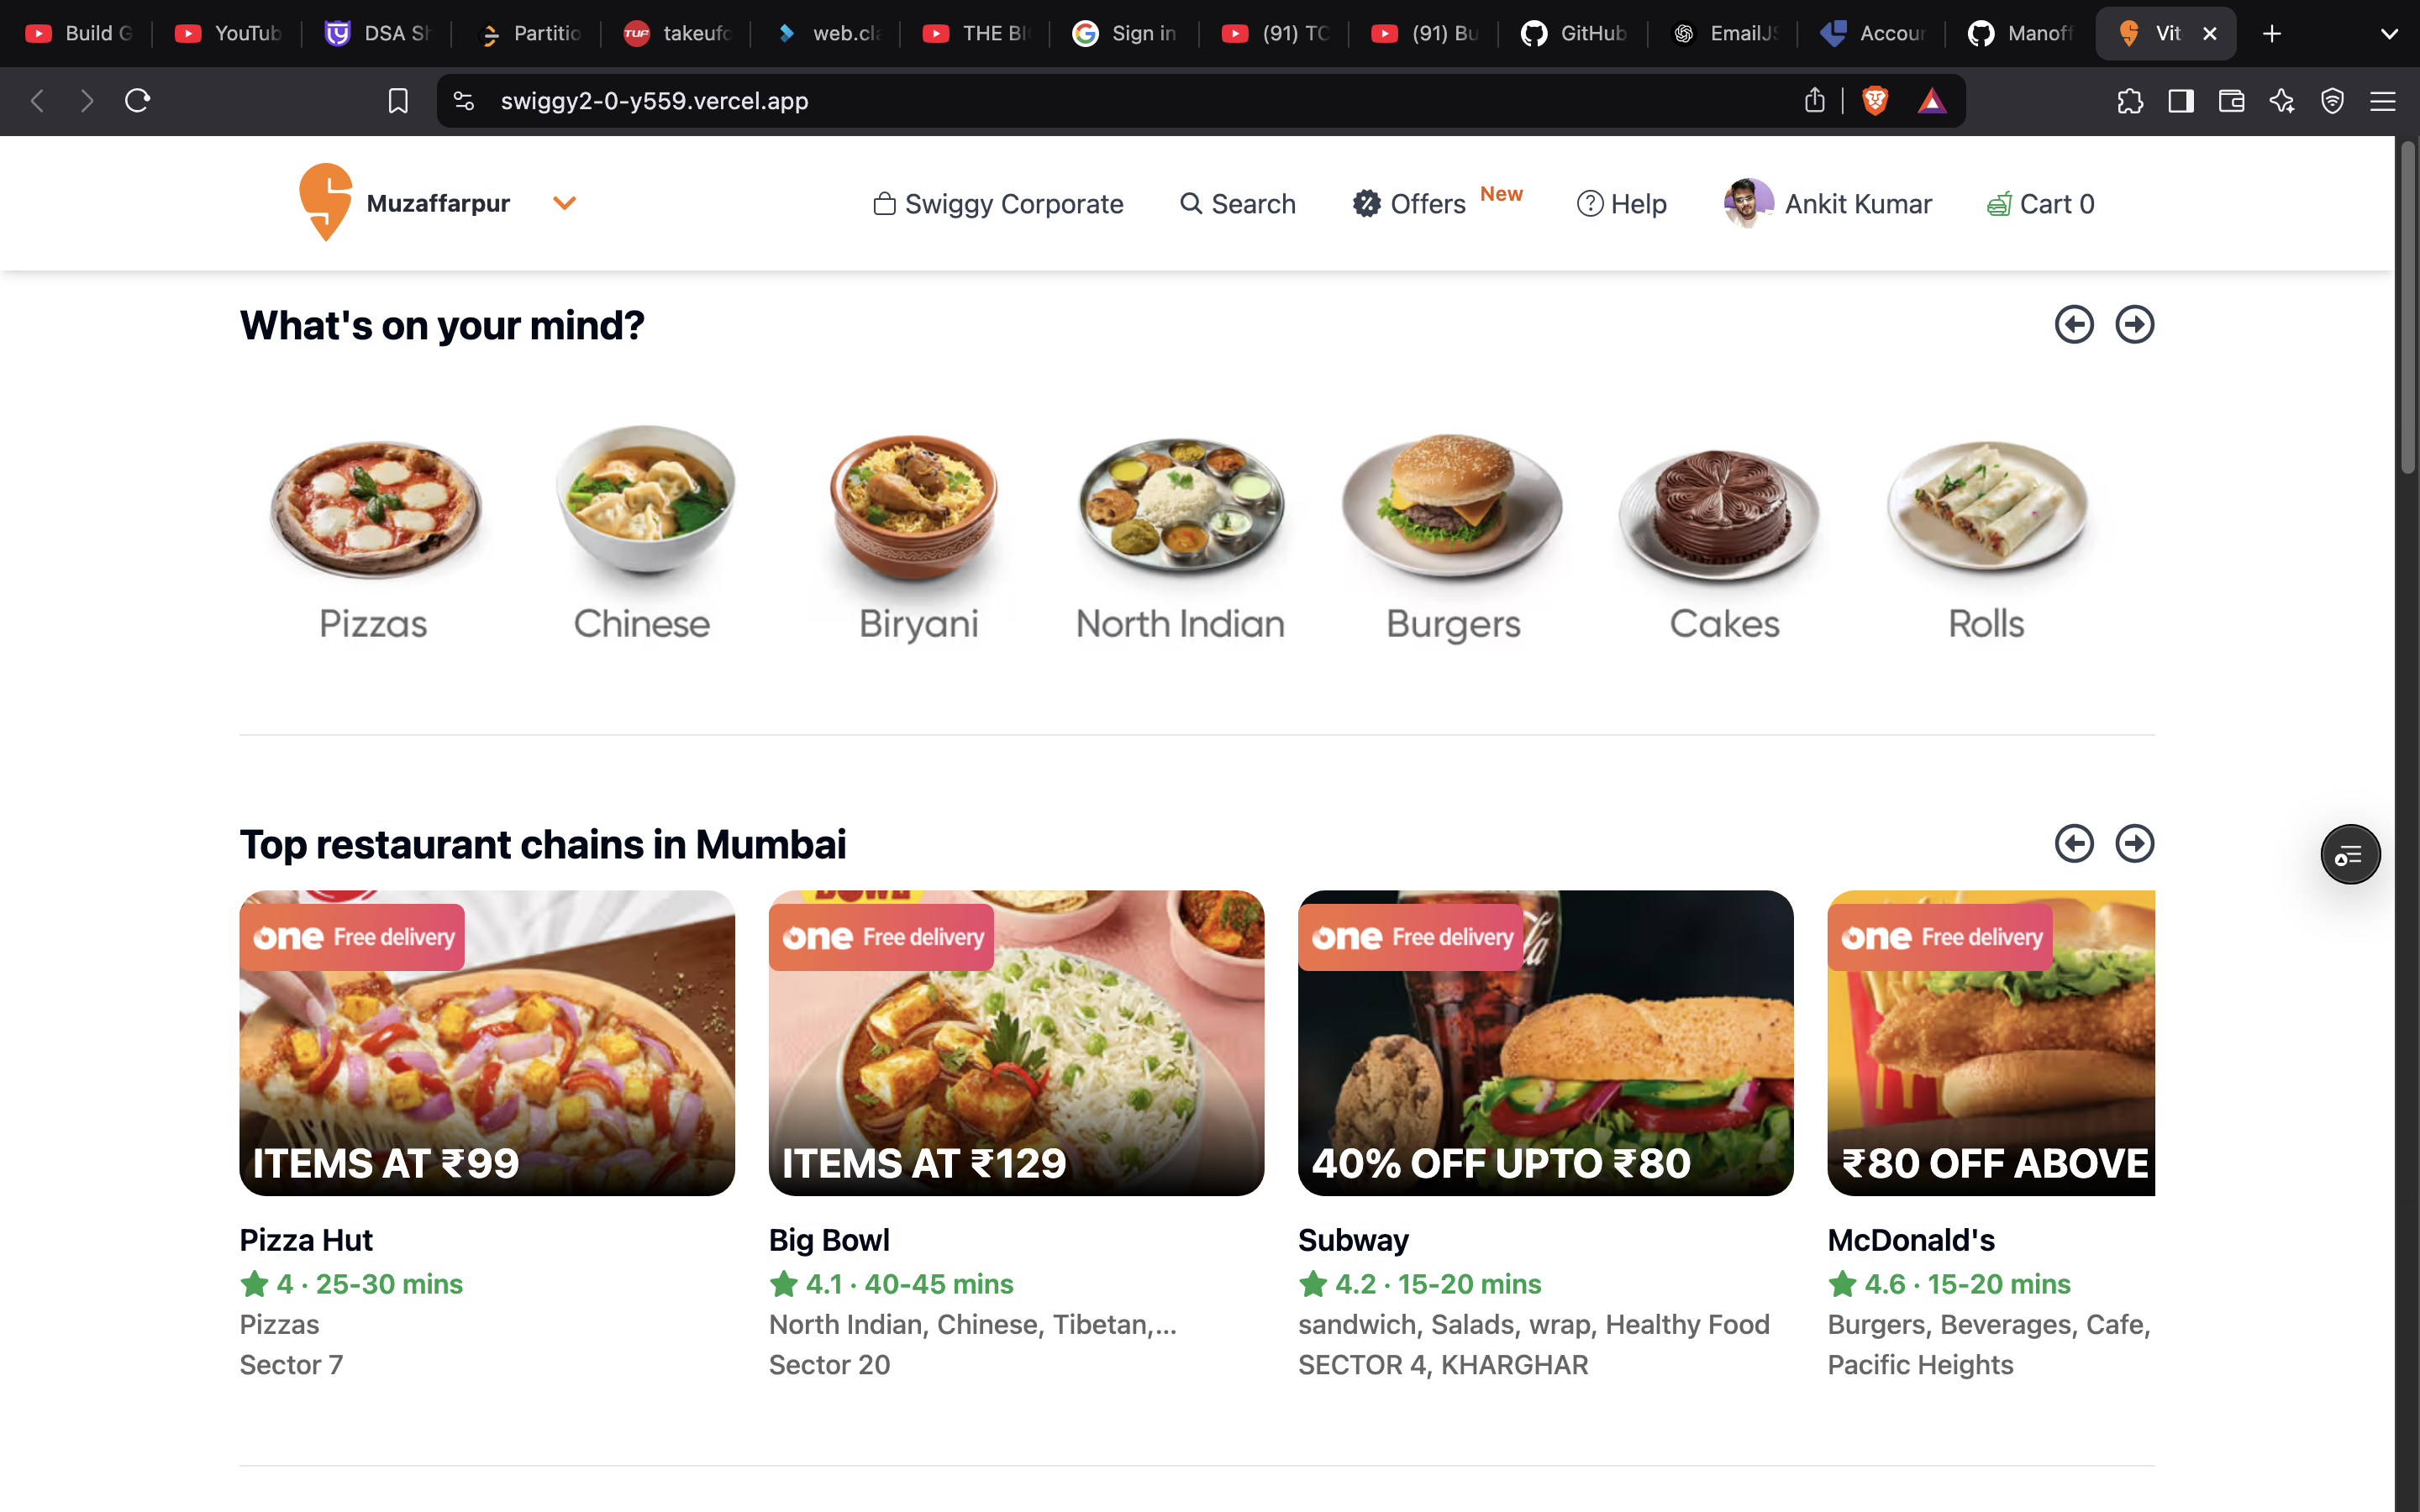 Build G
YouTub
DSA Sh
Partitio
TUF takeufo
web.cla
THE BI
Sign in
(91) TO
(91) Bu
GitHub
EmailJS
Accour
Manoff
Vit
swiggy2-0-y559.vercel.app
Muzaffarpur
Swiggy Corporate
Search
Offers New
Help
Ankit Kumar
Cart 0
What's on your mind?
Pizzas
Chinese
Biryani
North Indian
Burgers
Cakes
Rolls
Top restaurant chains in Mumbai
one Free delivery
ITEMS AT ₹99
Pizza Hut
4 · 25-30 mins
Pizzas
Sector 7
BOWL
one Free delivery
ITEMS AT ₹129
Big Bowl
4.1 · 40-45 mins
North Indian, Chinese, Tibetan,...
Sector 20
one Free delivery
la
40% OFF UPTO ₹80
Subway
4.2 · 15-20 mins
sandwich, Salads, wrap, Healthy Food
SECTOR 4, KHARGHAR
one Free delivery
₹80 OFF ABOVE
McDonald's
4.6 · 15-20 mins
Burgers, Beverages, Cafe,
Pacific Heights